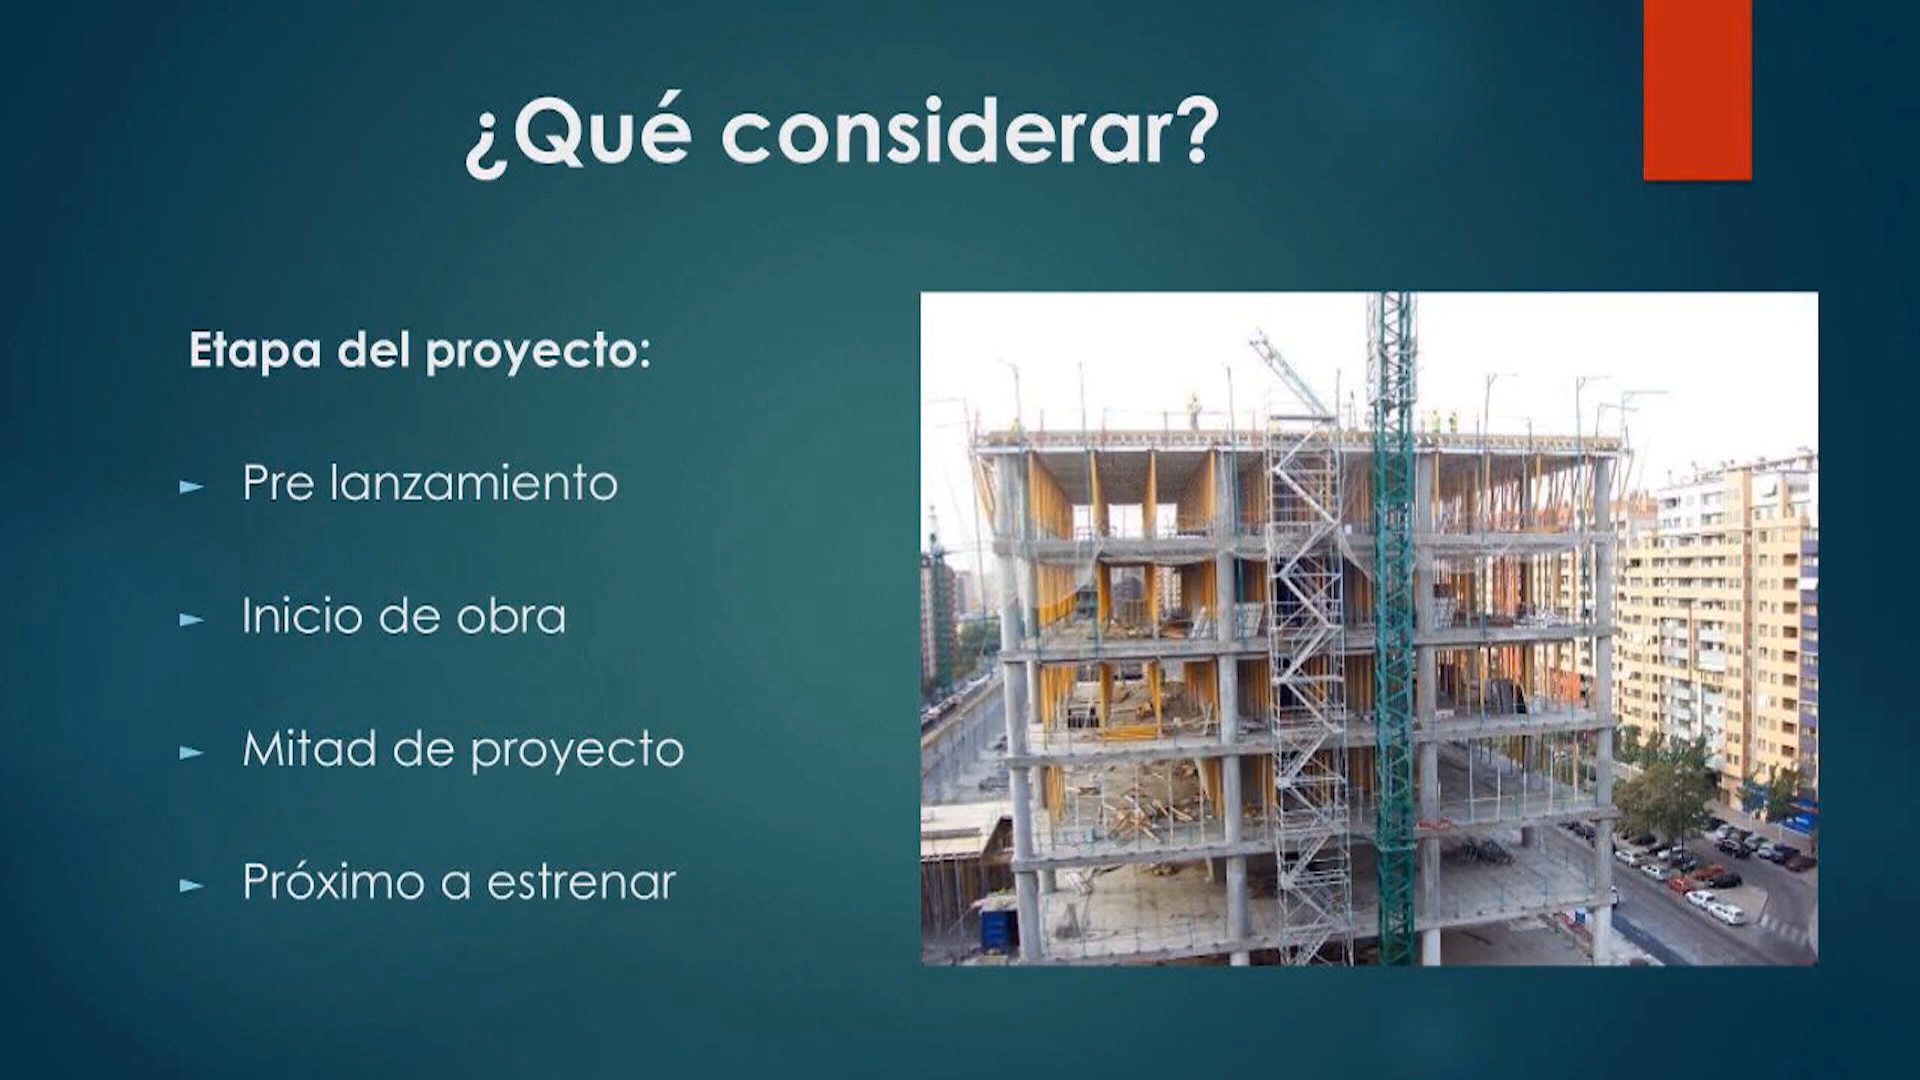 ¿Qué considerar?
Etapa del proyecto:
Pre lanzamiento
Inicio de obra
Mitad de proyecto
Próximo a estrenar